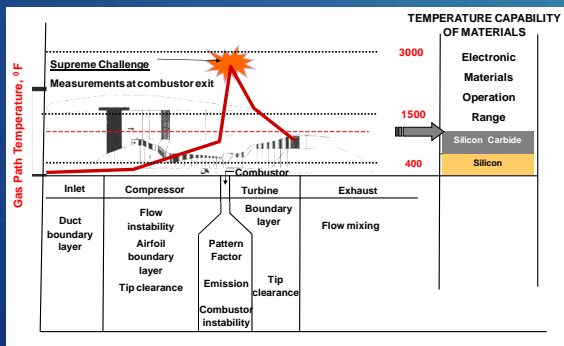 TEMPERATURE CAPABILITY
OF MATERIALS
Supreme Challenge
Measurements at combustor exit
Gas Path Temperature, ⁰F
3000
1500
400
Electronic
Materials
Operation
Range
Silicon Carbide
Silicon
Combustor
Inlet
Compressor
Turbine
Exhaust
Duct
boundary
layer
Flow
instability
Airfoil
boundary
layer
Tip clearance
Pattern
Factor
Emission
Combustor
instability
Boundary
layer
Tip
clearance
Flow mixing